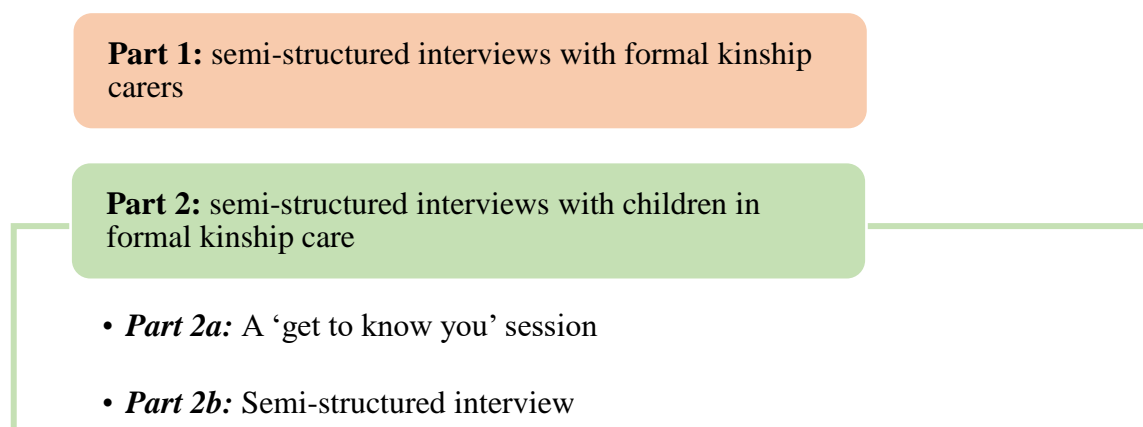 Part 1: semi-structured interviews with formal kinship
carers
Part 2: semi-structured interviews with children in
formal kinship care
• Part 2a: A ‘get to know you’ session
• Part 2b: Semi-structured interview